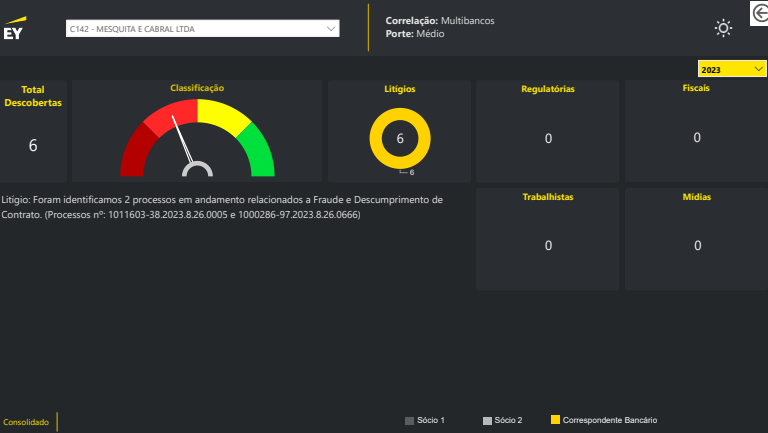 EY
C142 - MESQUITA E CABRAL LTDA
Correlação: Multibancos
Porte: Médio
2023
Total
Descobertas
6
Classificação
Litígios
6
6
Regulatórias
0
Fiscais
0
Litígio: Foram identificamos 2 processos em andamento relacionados a Fraude e Descumprimento de
Contrato. (Processos nº: 1011603-38.2023.8.26.0005 e 1000286-97.2023.8.26.0666)
Trabalhistas
0
Mídias
0
Consolidado
Sócio 1
Sócio 2
Correspondente Bancário